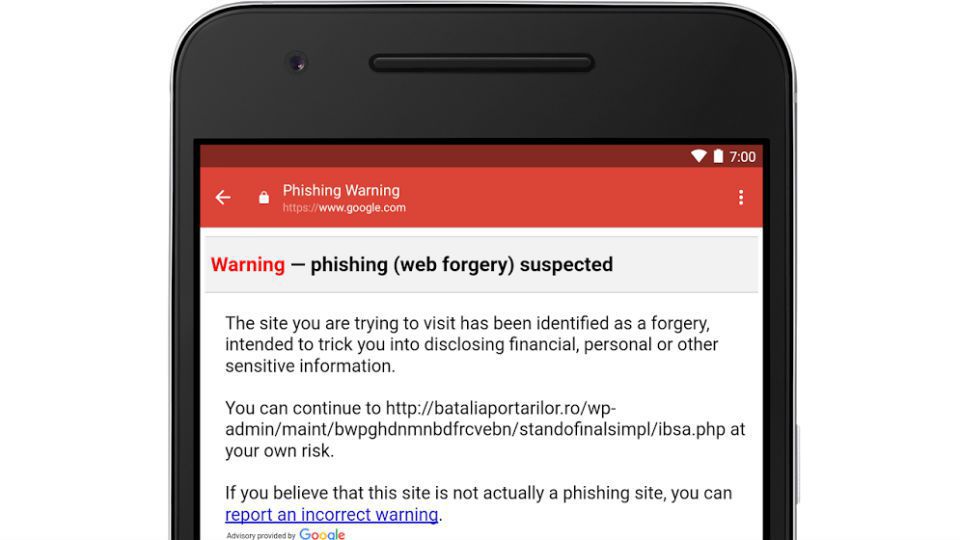 7:00
Phishing Warning
https://www.google.com
Warning — phishing (web forgery) suspected
The site you are trying to visit has been identified as a forgery,
intended to trick you into disclosing financial, personal or other
sensitive information.
You can continue to http://bataliaportarilor.ro/wp-
admin/maint/bwpghdnmnbdfrcvebn/standofinalsimpl/ibsa.php at
your own risk.
If you believe that this site is not actually a phishing site, you can
report an incorrect warning.
Advisory provided by Google